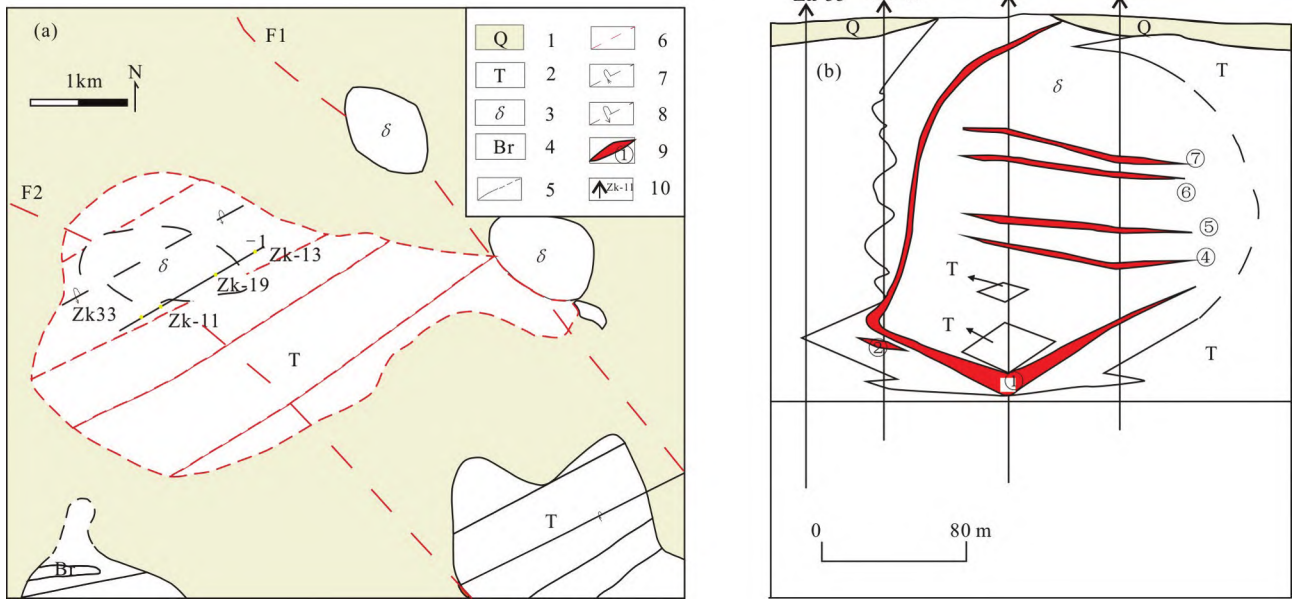 (a)
F1
1km
N
Q 1
T 2
δ 3
Br 4
5
6
7
8
① 9
Zk-11 10
δ
F2
δ
-1
Zk-13
Zk-19
Zk33
Zk-11
δ
T
T
Br
Q
Q
(b)
T
δ
⑦
⑥
⑤
④
T
T
②
①
T
0 80 m